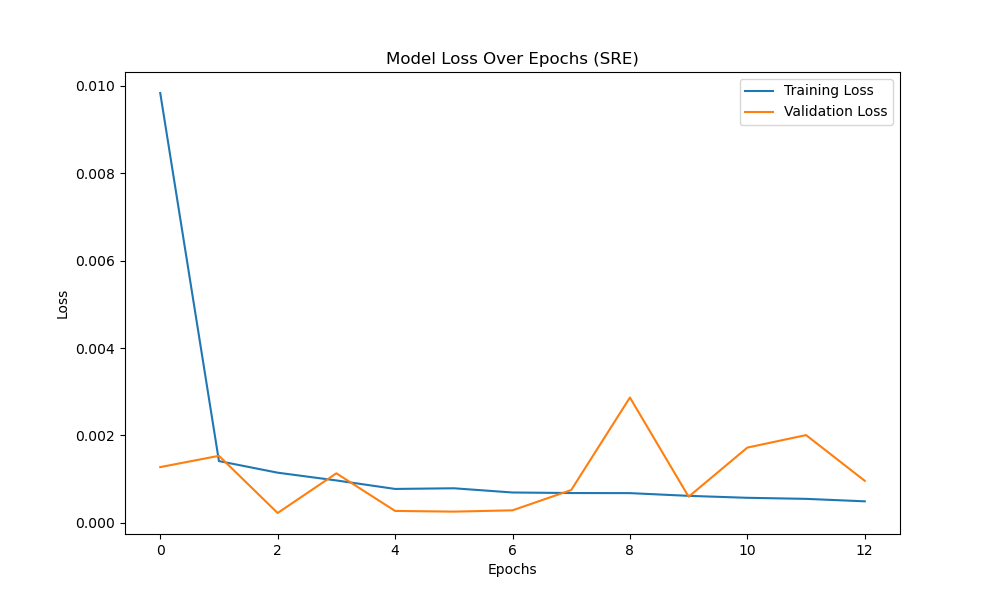 Model Loss Over Epochs (SRE)
Training Loss
Validation Loss
0.010
0.008
0.006
0.004
0.002
0.000
Loss
0 2 4 6 8 10 12
Epochs